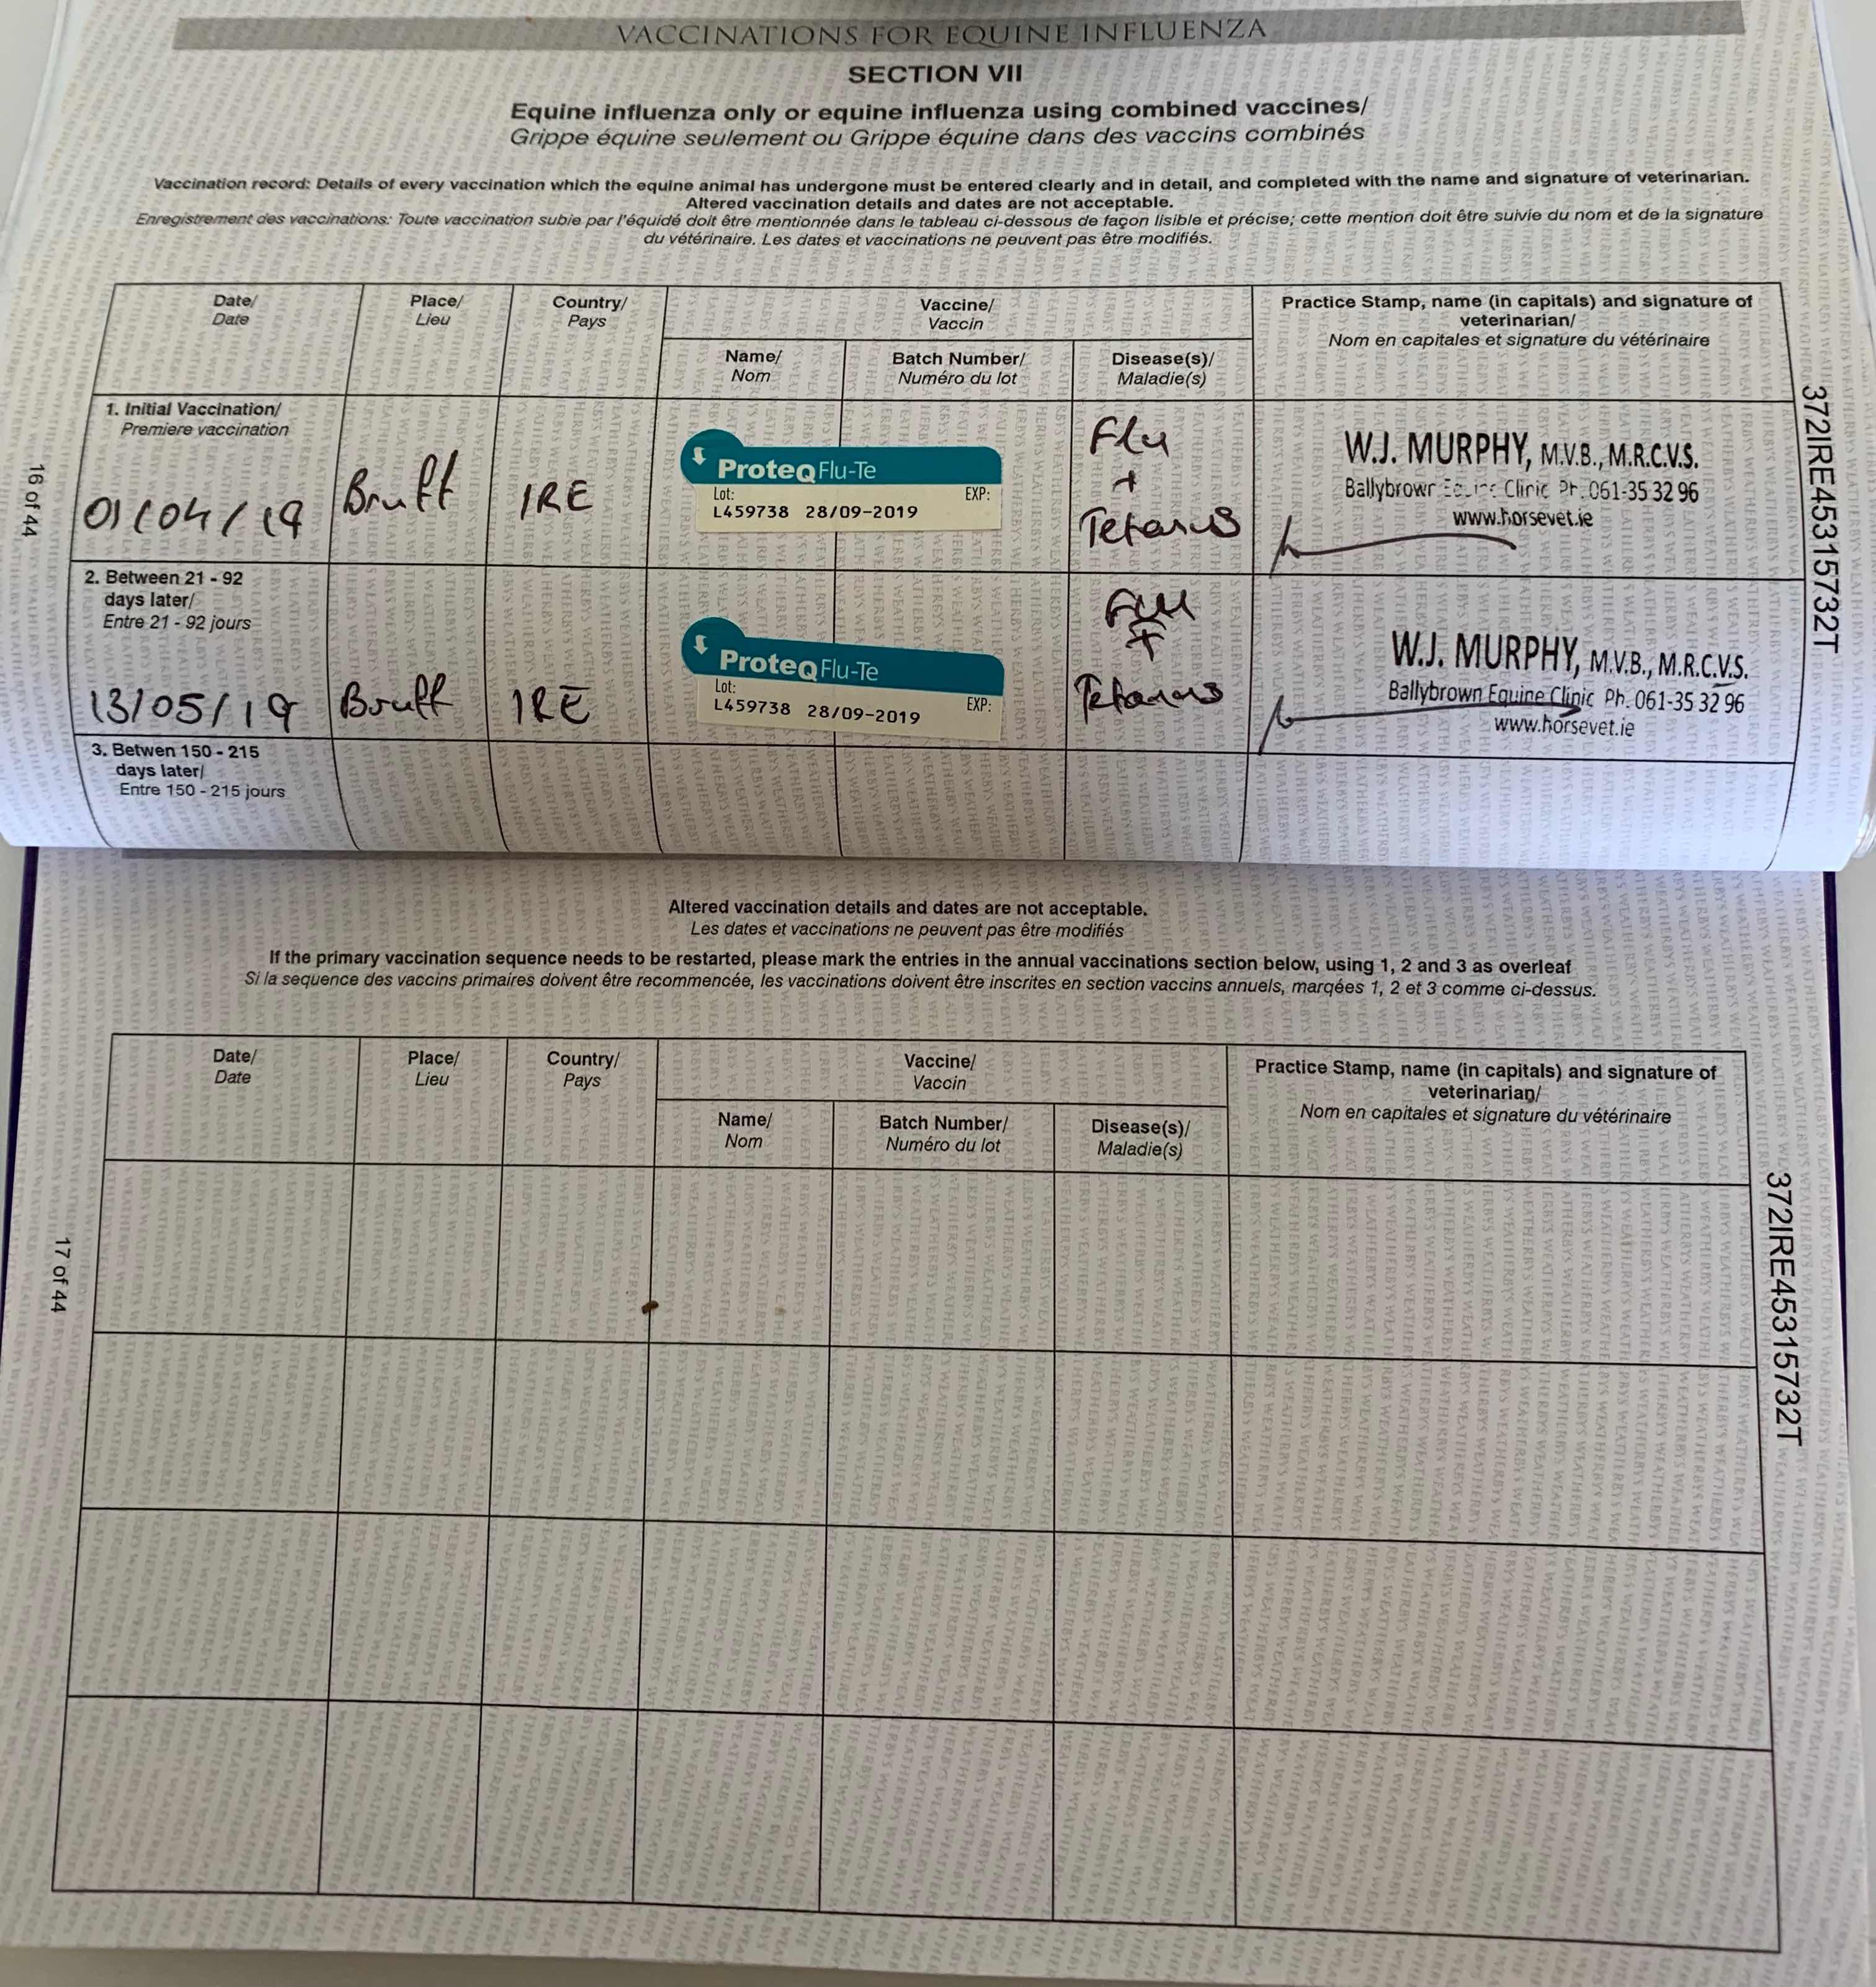 VACCINATIONS FOR EQUINE INFLUENZA
SECTION VII
Equine influenza only or equine influenza using combined vaccines/
Grippe équine seulement ou Grippe équine dans des vaccins combinés
Vaccination record: Details of every vaccination which the equine animal has undergone must be entered clearly and in detail, and completed with the name and signature of veterinarian.
Altered vaccination details and dates are not acceptable.
Enregistrement des vaccinations: Toute vaccination subie par l'équidé doit être mentionnée dans le tableau ci-dessous de façon lisible et précise; cette mention doit être suivie du nom et de la signature
du vétérinaire. Les dates et vaccinations ne peuvent pas être modifiés.
Date/
Date
Place/
Lieu
Country/
Pays
Vaccine/
Vaccin
Name/
Nom
Batch Number/
Numéro du lot
Disease(s)/
Maladie(s)
Practice Stamp, name (in capitals) and signature of
veterinarian/
Nom en capitales et signature du vétérinaire
1. Initial Vaccination/
Premiere vaccination
01/04/19
Bruff
IRE
ProteqFlu-Te
Lot: EXP:
L459738 28/09-2019
Flu
+
Tetanus
W.J. MURPHY, M.V.B., M.R.C.V.S.
Ballybrown Equine Clinic Ph. 061-35 32 96
www.horsevet.ie
2. Between 21 - 92
days later/
Entre 21 - 92 jours
13/05/19
Bruff
IRE
ProteqFlu-Te
Lot: EXP:
L459738 28/09-2019
Flu
+
Tetanus
W.J. MURPHY, M.V.B., M.R.C.V.S.
Ballybrown Equine Clinic Ph. 061-35 32 96
www.horsevet.ie
3. Betwen 150 - 215
days later/
Entre 150 - 215 jours
16 of 44
372IRE45315732T
Altered vaccination details and dates are not acceptable.
Les dates et vaccinations ne peuvent pas être modifiés
If the primary vaccination sequence needs to be restarted, please mark the entries in the annual vaccinations section below, using 1, 2 and 3 as overleaf
Si la sequence des vaccins primaires doivent être recommencée, les vaccinations doivent être inscrites en section vaccins annuels, marqées 1, 2 et 3 comme ci-dessus.
Date/
Date
Place/
Lieu
Country/
Pays
Vaccine/
Vaccin
Name/
Nom
Batch Number/
Numéro du lot
Disease(s)/
Maladie(s)
Practice Stamp, name (in capitals) and signature of
veterinarian/
Nom en capitales et signature du vétérinaire
17 of 44
372IRE45315732T